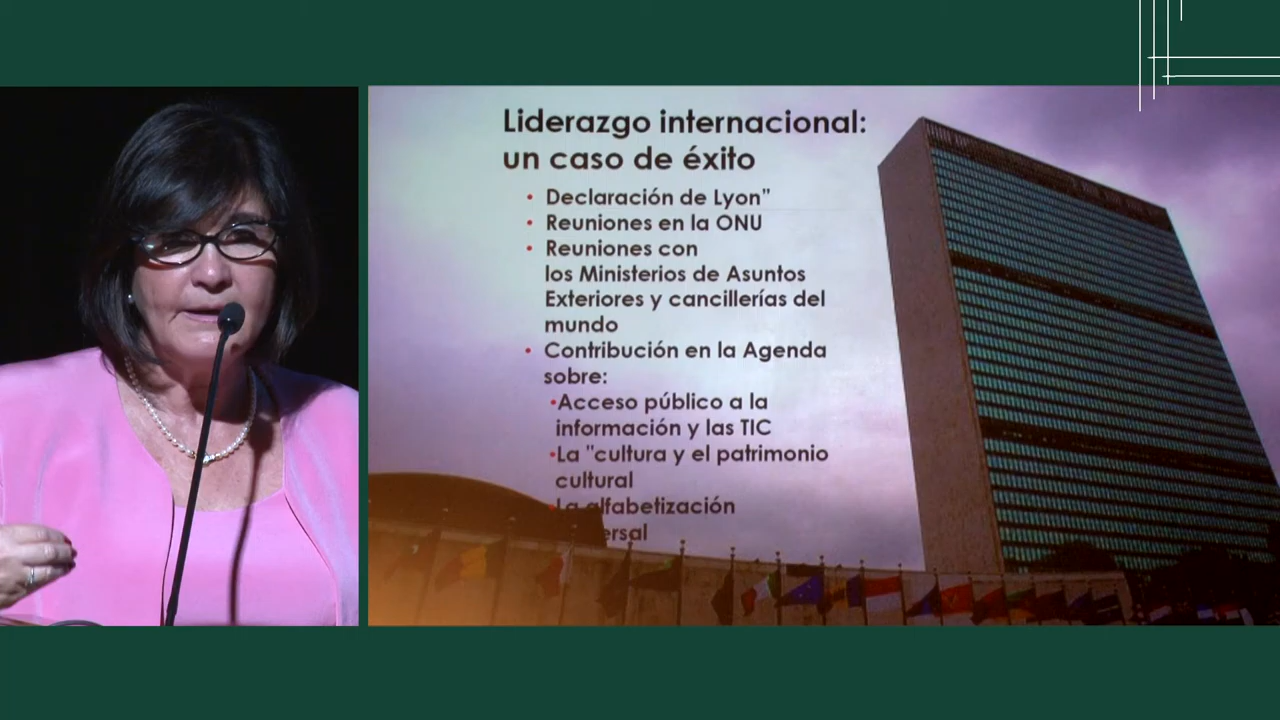 Liderazgo internacional:
un caso de éxito
• Declaración de Lyon"
• Reuniones en la ONU
• Reuniones con
los Ministerios de Asuntos
Exteriores y cancillerías del
mundo
• Contribución en la Agenda
sobre:
•Acceso público a la
información y las TIC
•La "cultura y el patrimonio
cultural
•La alfabetización